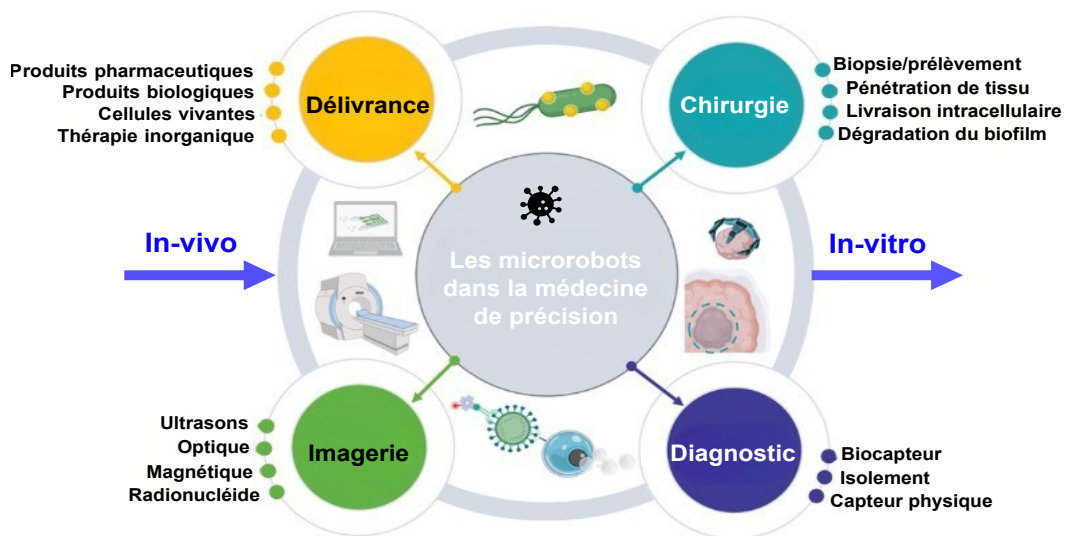 Produits pharmaceutiques
Produits biologiques
Cellules vivantes
Thérapie inorganique
Délivrance
Chirurgie
Biopsie/prélèvement
Pénétration de tissu
Livraison intracellulaire
Dégradation du biofilm
In-vivo
Les microrobots
dans la médecine
de précision
In-vitro
Ultrasons
Optique
Magnétique
Radionucléide
Imagerie
Diagnostic
Biocapteur
Isolement
Capteur physique